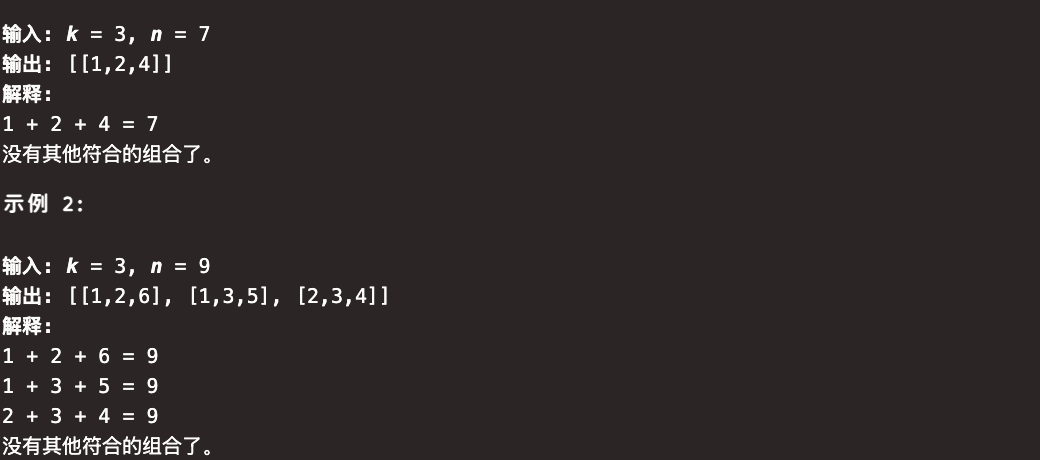 输入: k = 3, n = 7
输出: [[1,2,4]]
解释:
1 + 2 + 4 = 7
没有其他符合的组合了。
示例 2:
输入: k = 3, n = 9
输出: [[1,2,6], [1,3,5], [2,3,4]]
解释:
1 + 2 + 6 = 9
1 + 3 + 5 = 9
2 + 3 + 4 = 9
没有其他符合的组合了。